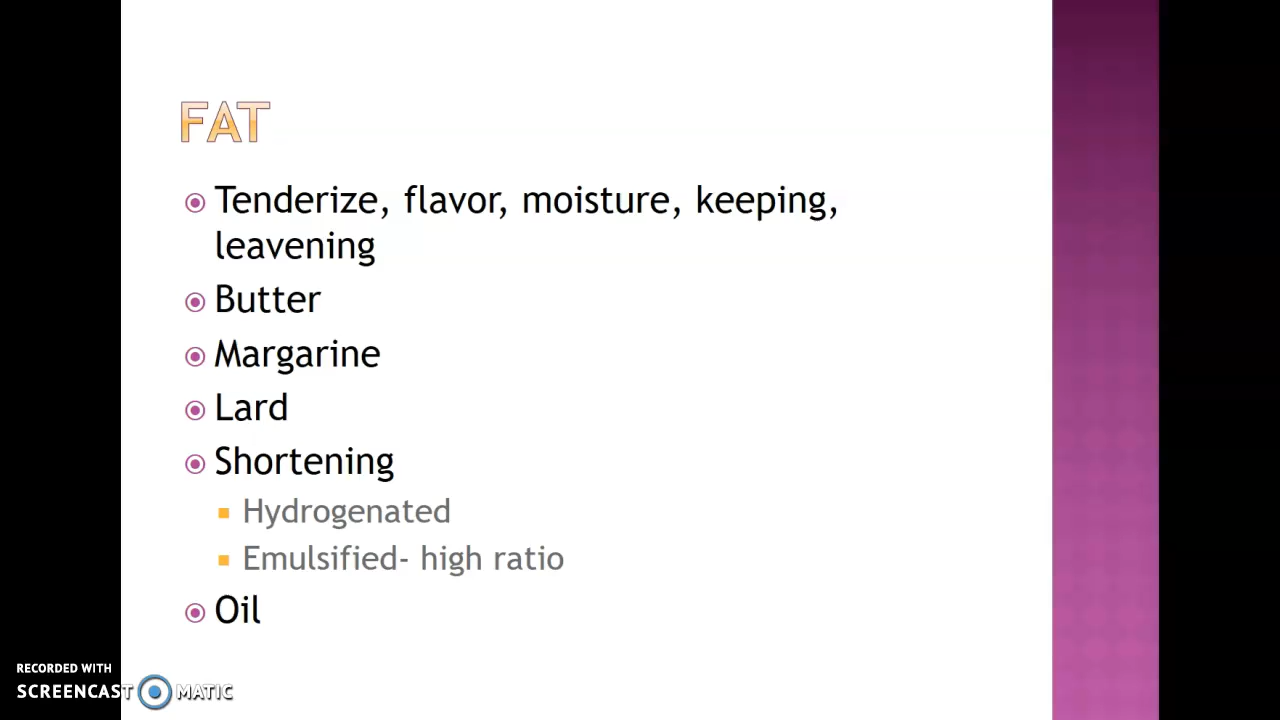 FAT
Tenderize, flavor, moisture, keeping,
leavening
Butter
Margarine
Lard
Shortening
Hydrogenated
Emulsified- high ratio
Oil
RECORDED WITH
SCREENCAST MATIC